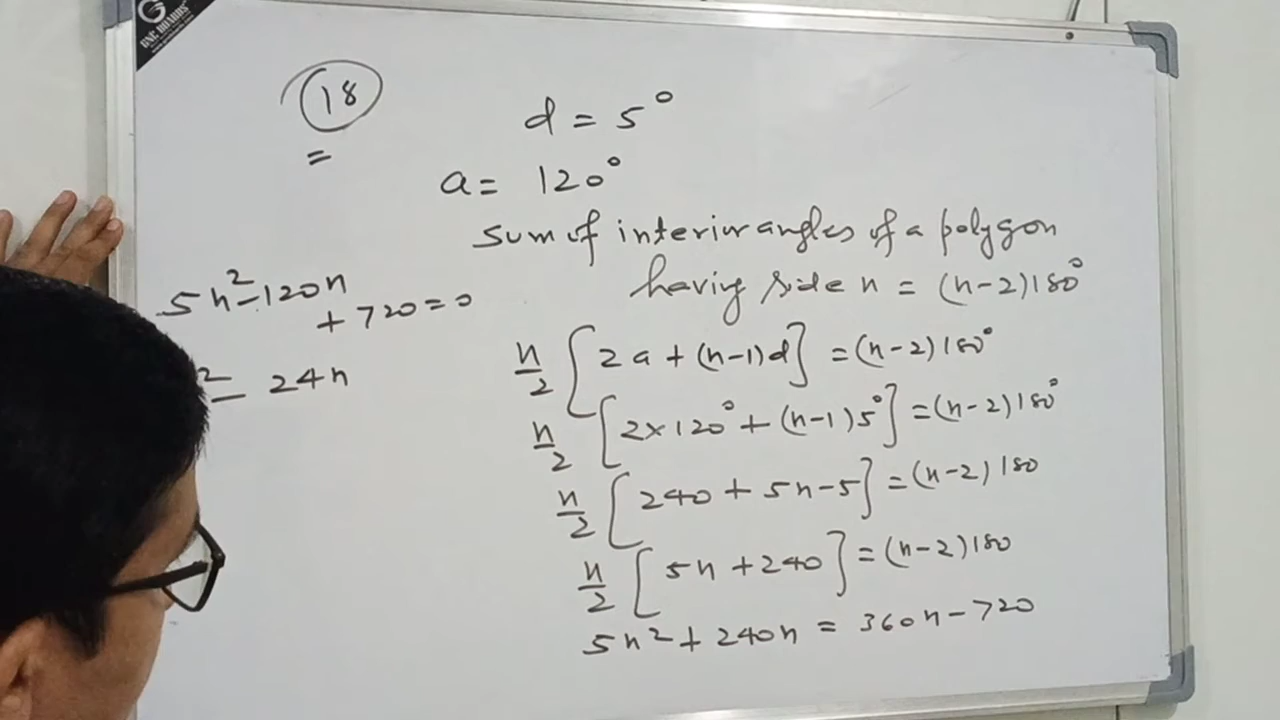 18
=
d = 5°
a = 120°
sum of interior angles of a polygon
having side n = (n-2)180°
n/2 [2a + (n-1)d] = (n-2)180°
n/2 [2×120° + (n-1)5°] = (n-2)180°
n/2 [240 + 5n-5] = (n-2)180
n/2 [5n + 240] = (n-2)180
5n² + 240n = 360n - 720
5n² - 120n
+ 720 = 0
² - 24n